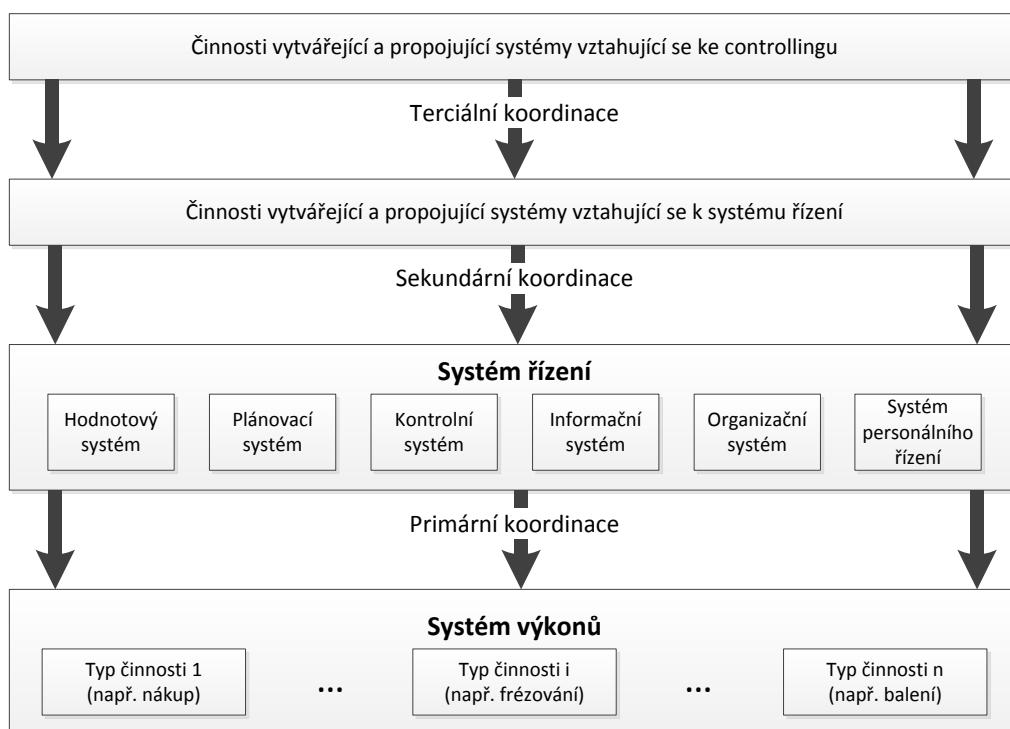 Činnosti vytvářející a propojující systémy vztahující se ke controllingu
Terciální koordinace
Činnosti vytvářející a propojující systémy vztahující se k systému řízení
Sekundární koordinace
Systém řízení
Hodnotový
systém
Plánovací
systém
Kontrolní
systém
Informační
systém
Organizační
systém
Systém
personálního
řízení
Primární koordinace
Systém výkonů
Typ činnosti 1
(např. nákup)
...
Typ činnosti i
(např. frézování)
...
Typ činnosti n
(např. balení)